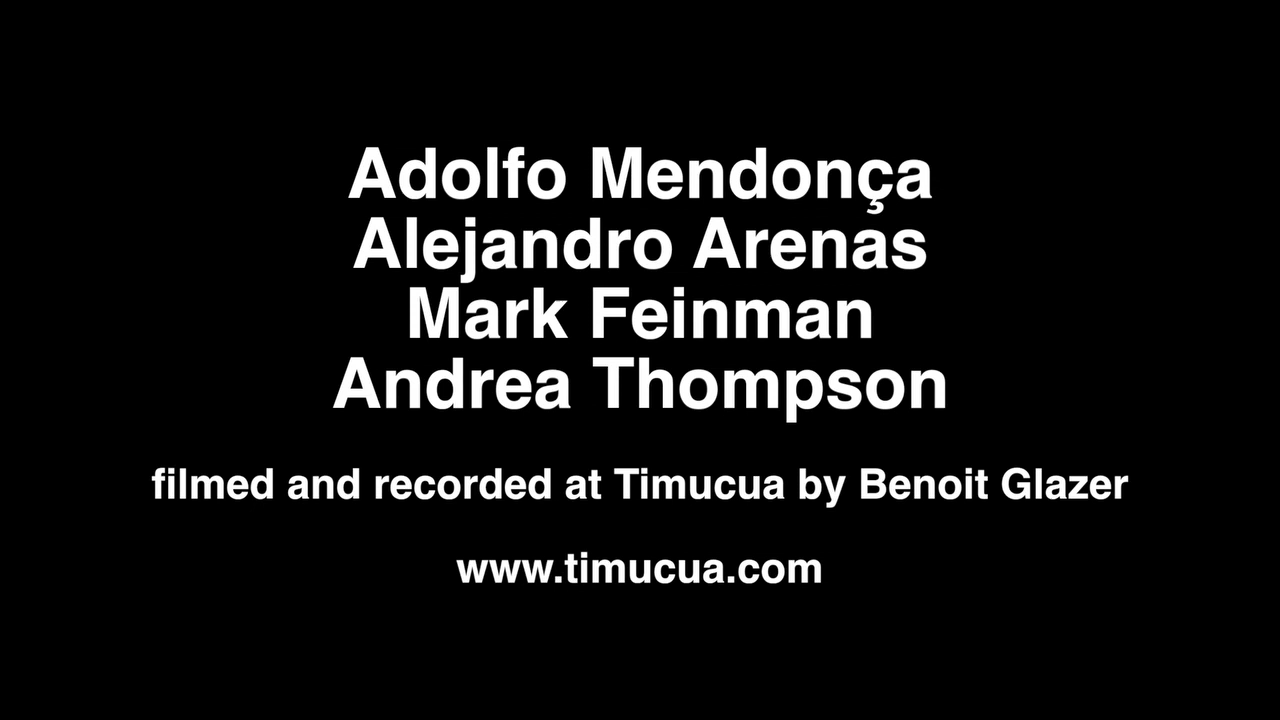 Adolfo Mendonça
Alejandro Arenas
Mark Feinman
Andrea Thompson
filmed and recorded at Timucua by Benoit Glazer
www.timucua.com